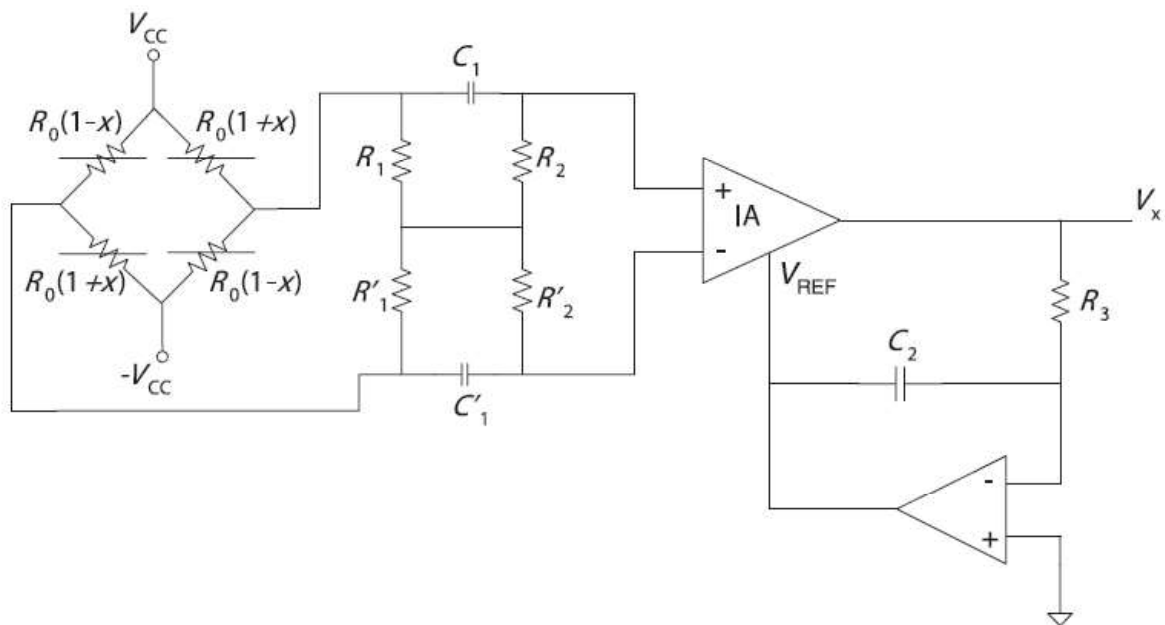 V_CC
R_0(1-x) R_0(1+x)
R_0(1+x) R_0(1-x)
-V_CC
C_1
R_1 R_2
R'_1 R'_2
C'_1
+
IA
-
V_REF
V_x
R_3
C_2
-
+